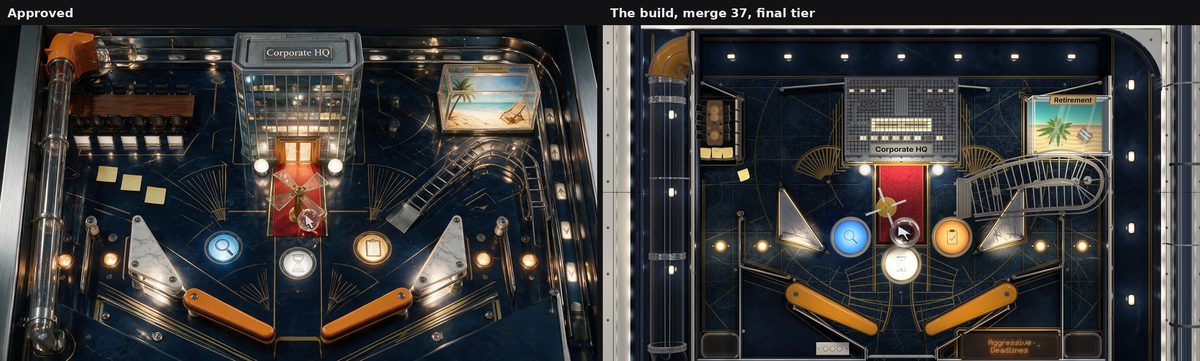 Approved
The build, merge 37, final tier
Corporate HQ
Retirement
Retirement
Corporate HQ
Aggressive
Deadlines